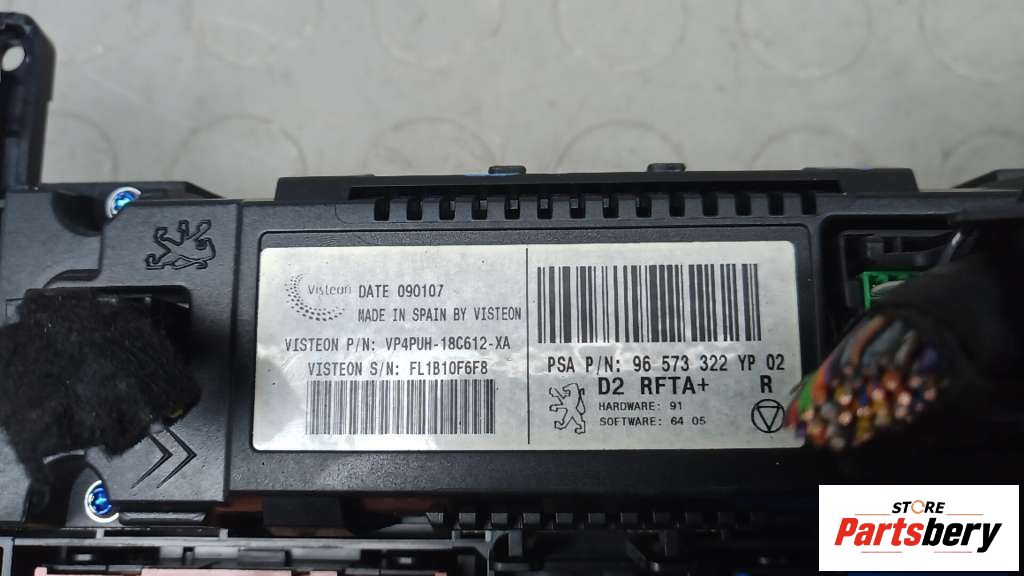 Visteon DATE 090107
MADE IN SPAIN BY VISTEON
VISTEON P/N: VP4PUH-18C612-XA
VISTEON S/N: FL1B10F6F8
PSA P/N: 96 573 322 YP 02
D2 RFTA+ R
HARDWARE: 91
SOFTWARE: 64 05
STORE
Partsbery